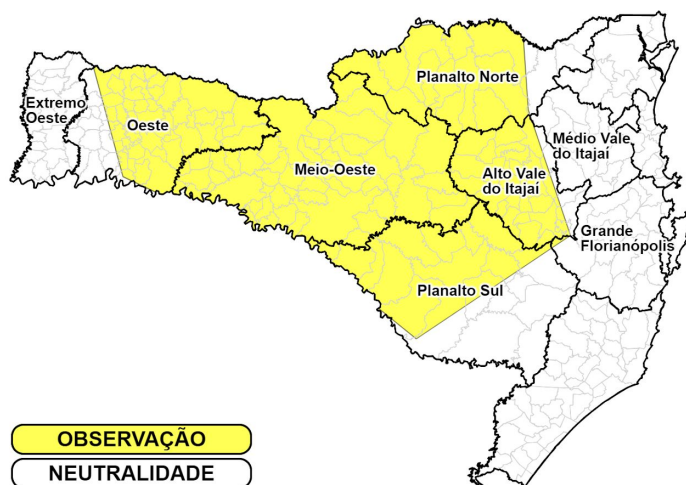 Planalto Norte
Extremo
Oeste
Oeste
Médio Vale
do Itajaí
Meio-Oeste
Alto Vale
do Itajaí
Grande
Florianópolis
Planalto Sul
OBSERVAÇÃO
NEUTRALIDADE